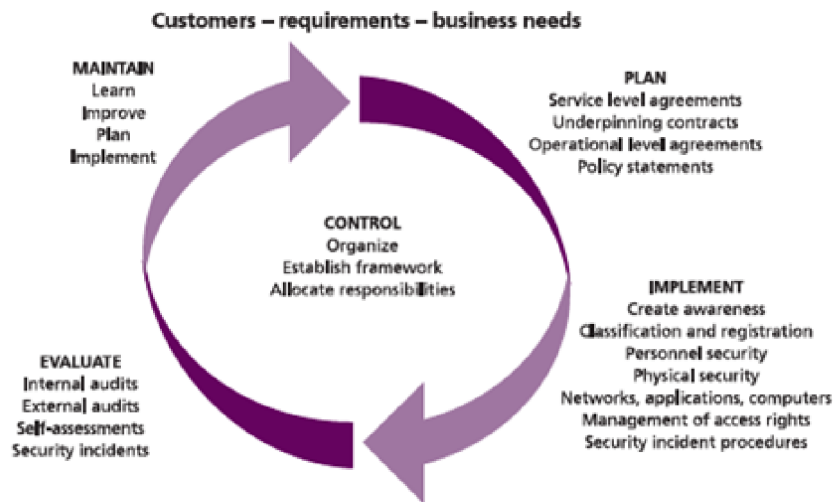 Customers – requirements – business needs
MAINTAIN
Learn
Improve
Plan
Implement
PLAN
Service level agreements
Underpinning contracts
Operational level agreements
Policy statements
CONTROL
Organize
Establish framework
Allocate responsibilities
IMPLEMENT
Create awareness
Classification and registration
Personnel security
Physical security
Networks, applications, computers
Management of access rights
Security incident procedures
EVALUATE
Internal audits
External audits
Self-assessments
Security incidents